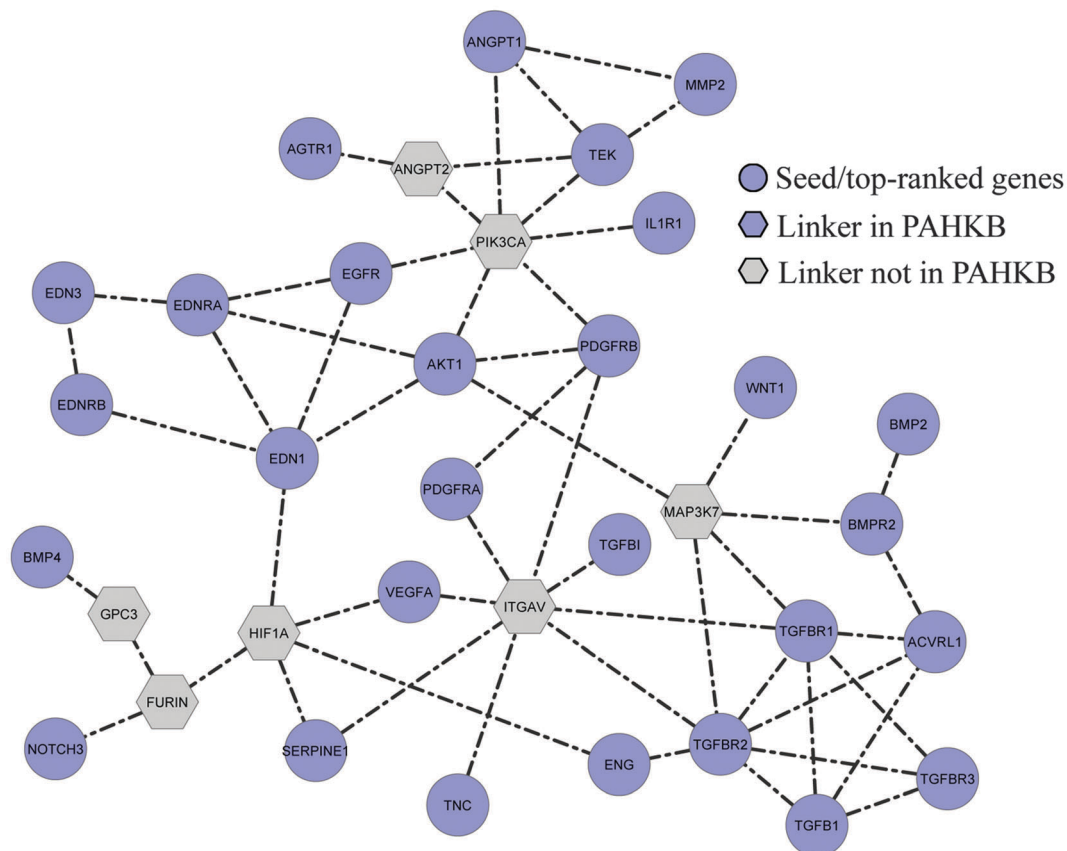 ANGPT1
MMP2
AGTR1
ANGPT2
TEK
Seed/top-ranked genes
IL1R1
Linker in PAHKB
PIK3CA
EGFR
Linker not in PAHKB
EDN3
EDNRA
PDGFRB
AKT1
WNT1
EDNRB
BMP2
EDN1
PDGFRA
MAP3K7
BMPR2
TGFBI
BMP4
VEGFA
ITGAV
GPC3
HIF1A
TGFBR1
ACVRL1
FURIN
NOTCH3
SERPINE1
TGFBR2
ENG
TGFBR3
TNC
TGFB1